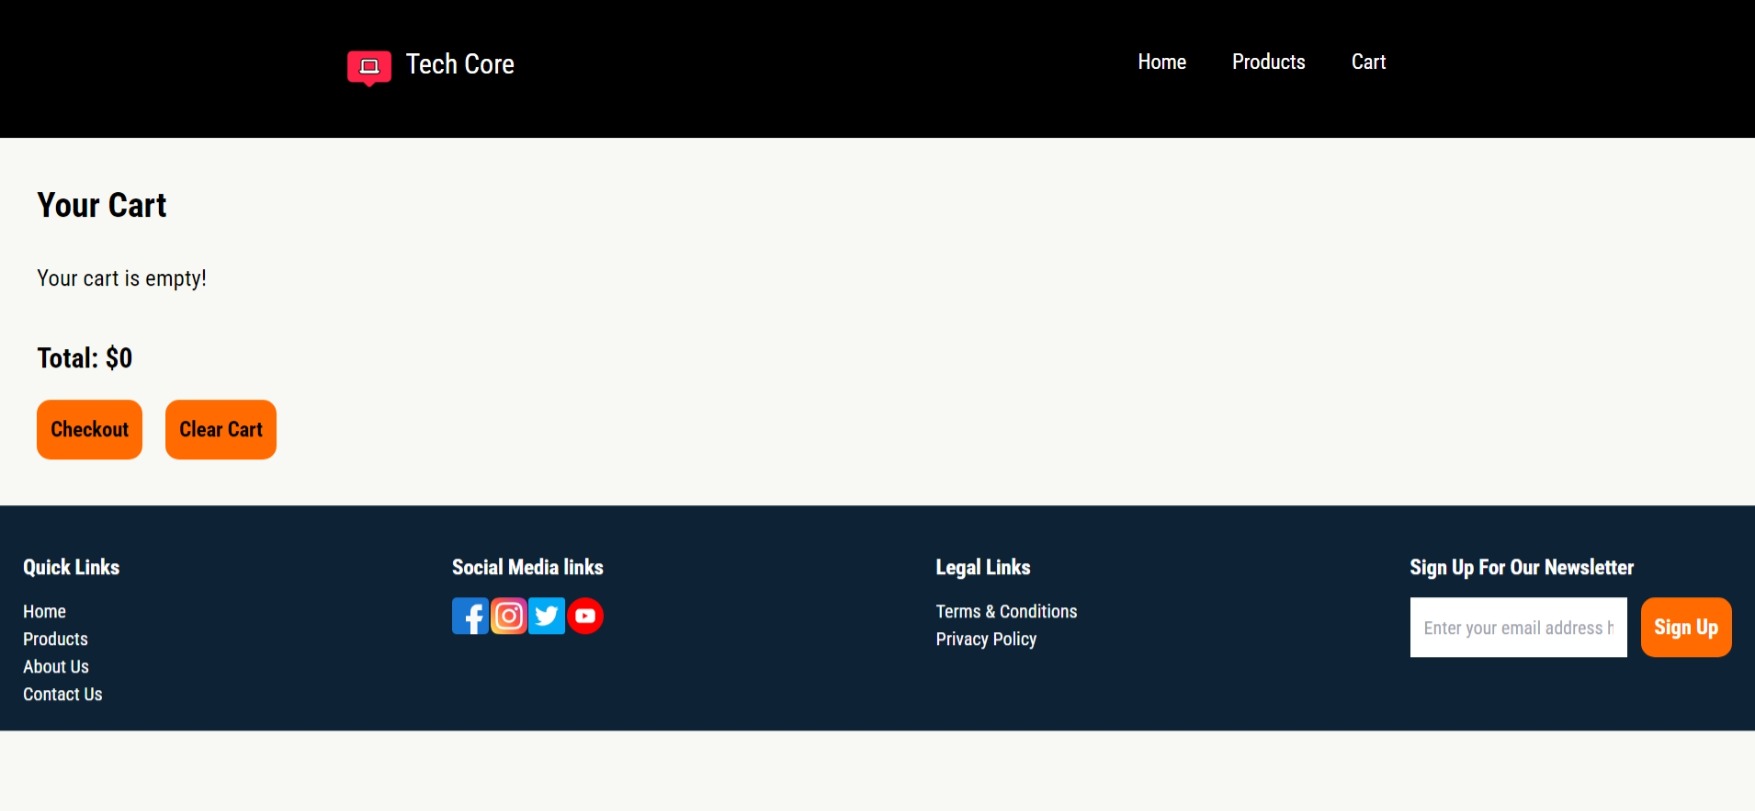 Tech Core
Home Products Cart
Your Cart
Your cart is empty!
Total: $0
Checkout Clear Cart
Quick Links
Home
Products
About Us
Contact Us
Social Media links
Legal Links
Terms & Conditions
Privacy Policy
Sign Up For Our Newsletter
Enter your email address
Sign Up